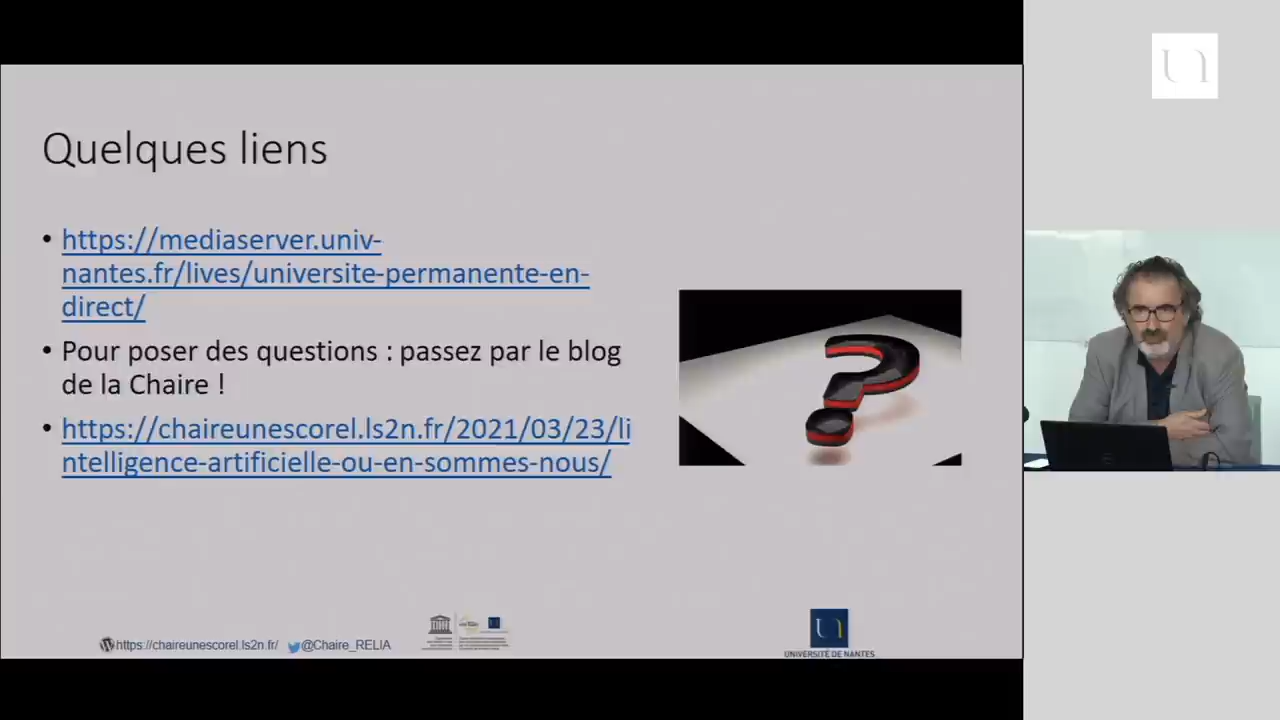 Quelques liens
• https://mediaserver.univ-
nantes.fr/lives/universite-permanente-en-
direct/
• Pour poser des questions : passez par le blog
de la Chaire !
• https://chaireunescorel.ls2n.fr/2021/03/23/li
ntelligence-artificielle-ou-en-sommes-nous/
https://chaireunescorel.ls2n.fr/ @Chaire_RELIA
UNIVERSITÉ DE NANTES